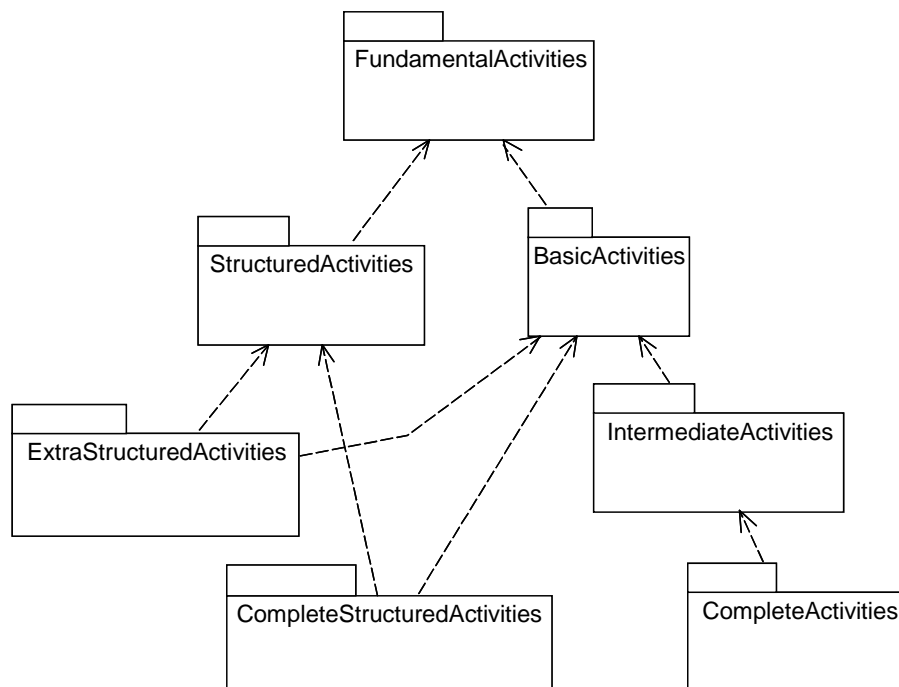 FundamentalActivities
StructuredActivities
BasicActivities
ExtraStructuredActivities
IntermediateActivities
CompleteStructuredActivities
CompleteActivities